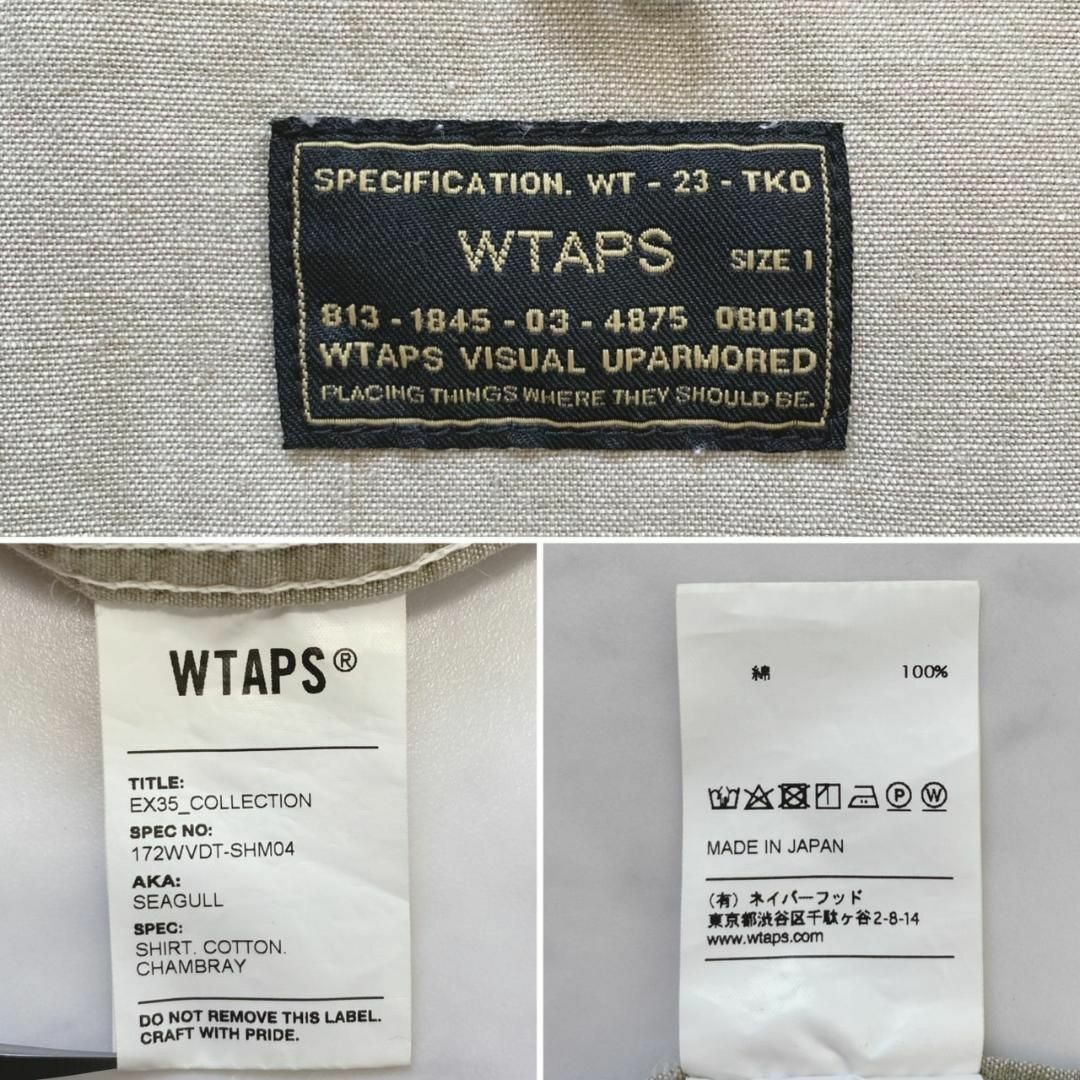 SPECIFICATION. WT - 23 - TKO
WTAPS SIZE 1
813 - 1845 - 03 - 4875 08013
WTAPS VISUAL UPARMORED
PLACING THINGS WHERE THEY SHOULD BE.
WTAPS®
TITLE:
EX35_COLLECTION
SPEC NO:
172WVDT-SHM04
AKA:
SEAGULL
SPEC:
SHIRT. COTTON.
CHAMBRAY
DO NOT REMOVE THIS LABEL.
CRAFT WITH PRIDE.
綿 100%
P W
MADE IN JAPAN
(有) ネイバーフッド
東京都渋谷区千駄ヶ谷2-8-14
www.wtaps.com